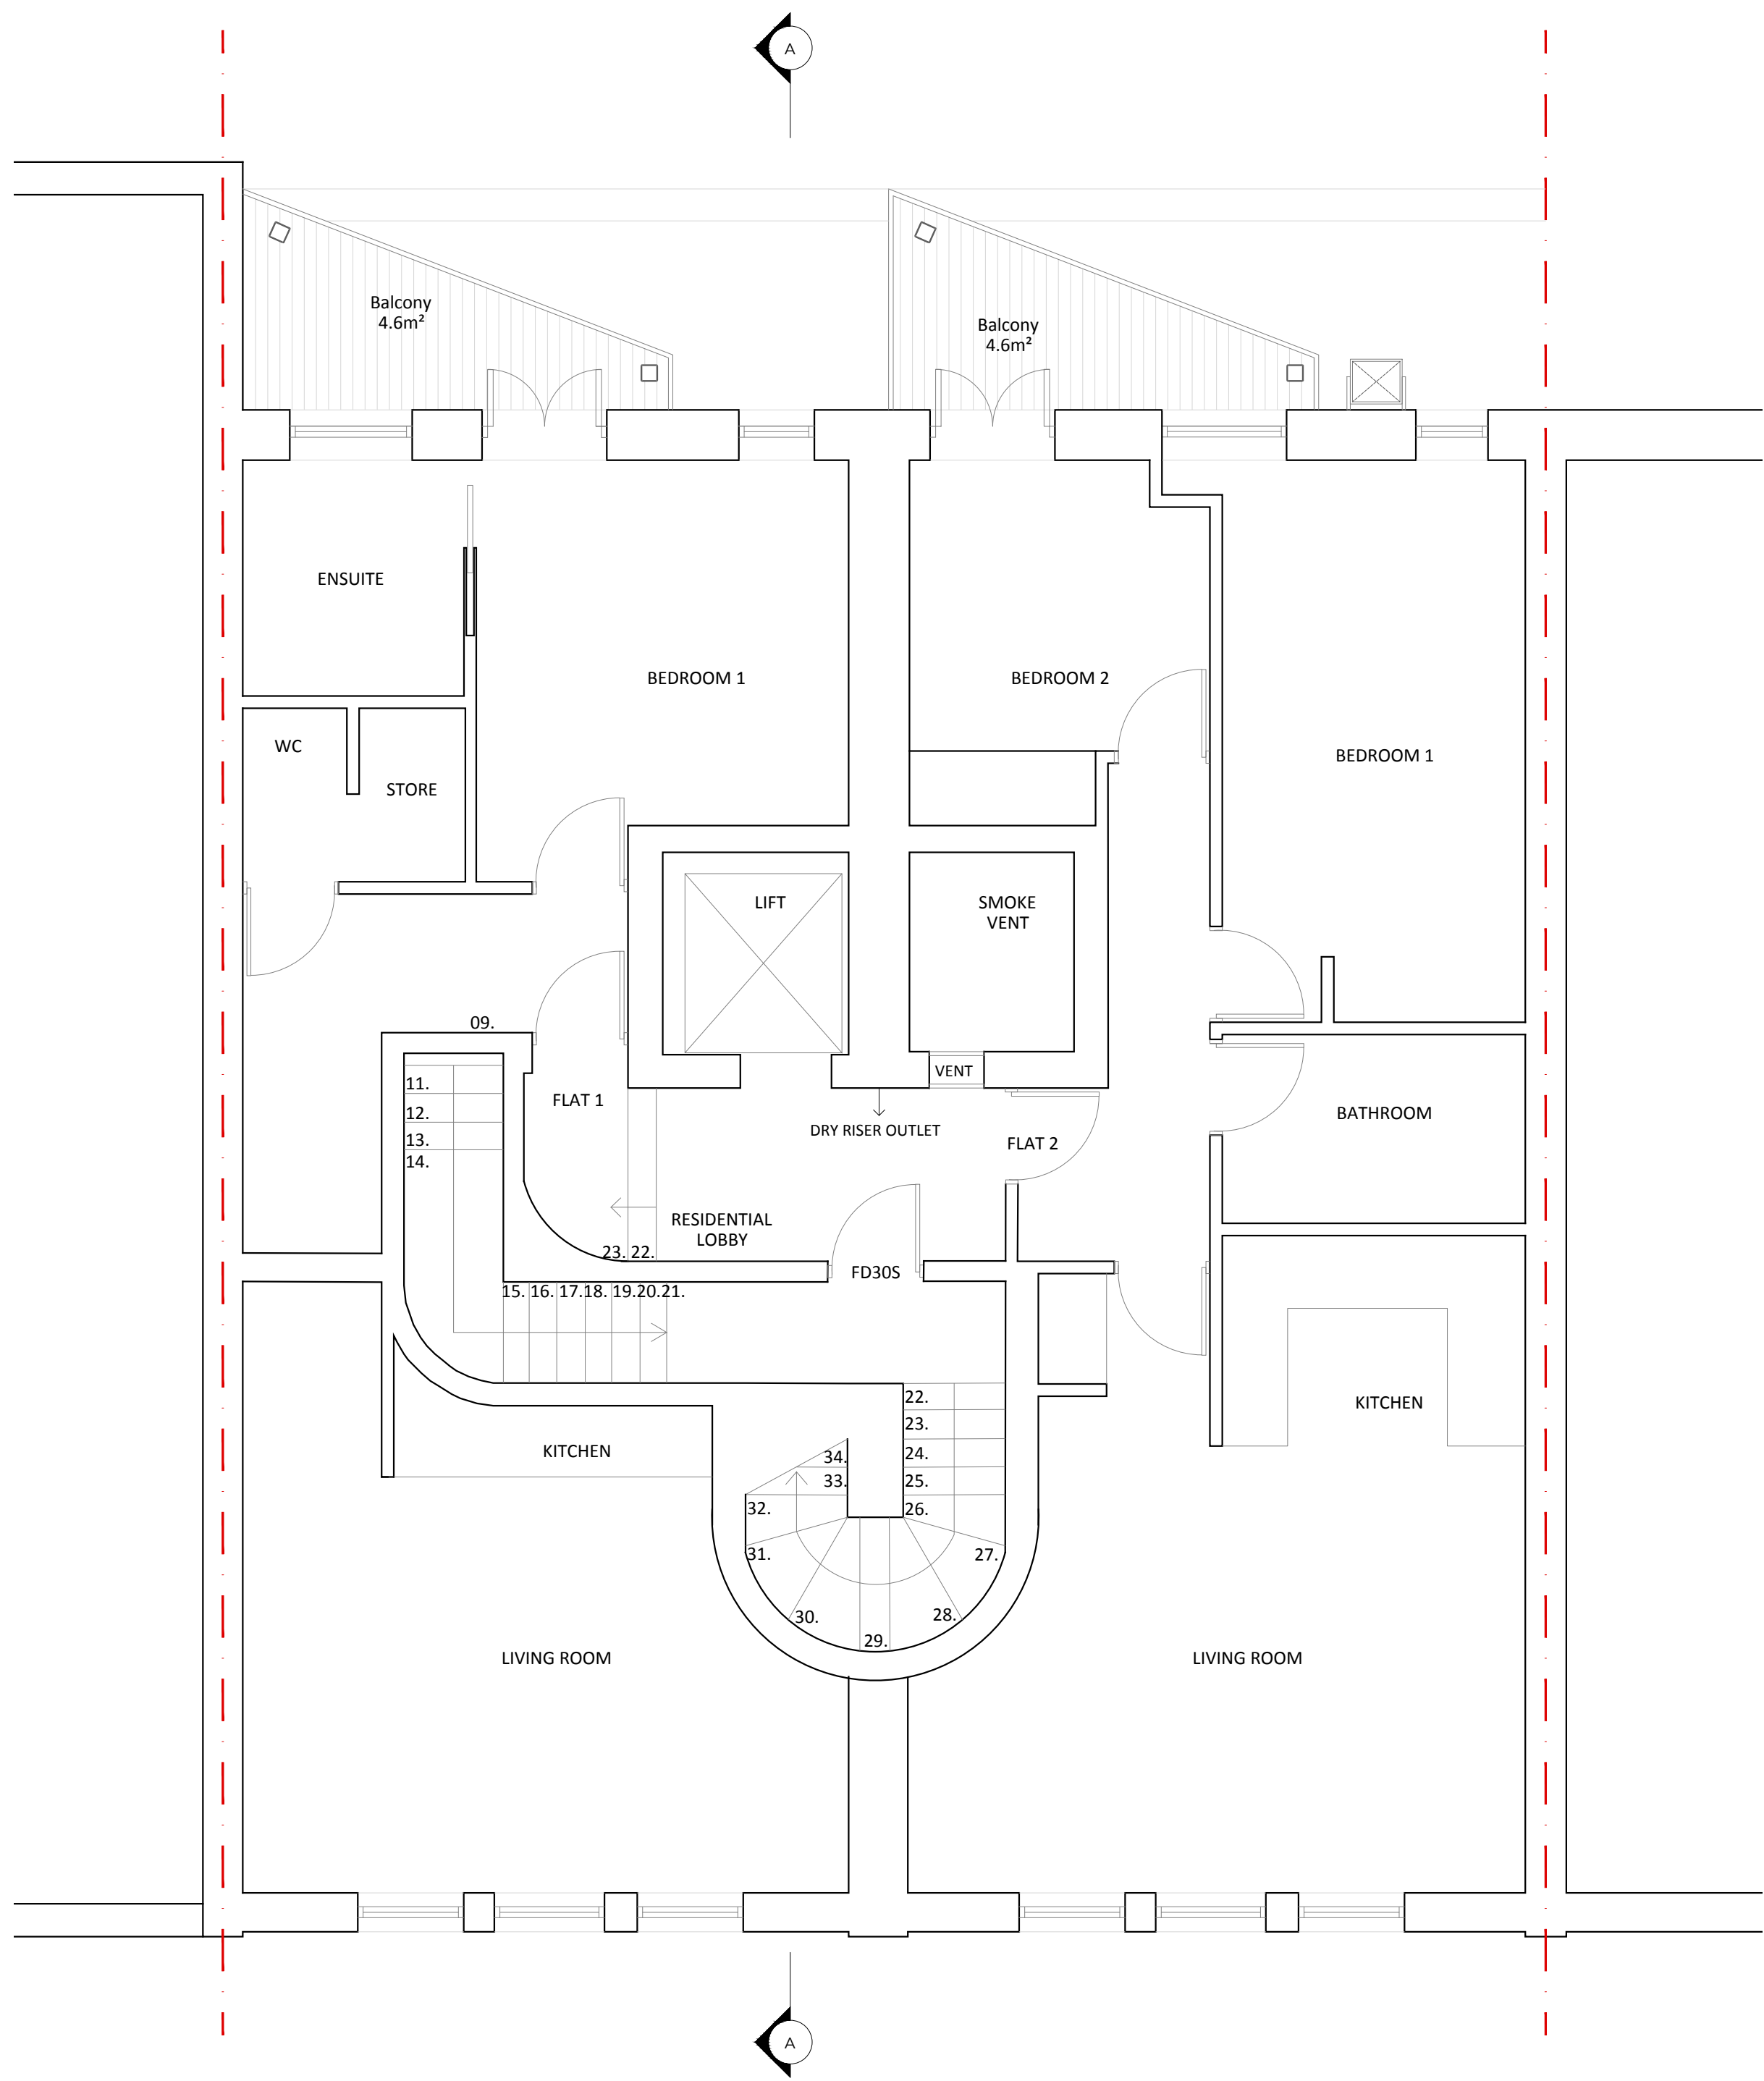 A
Balcony
4.6m²
Balcony
4.6m²
ENSUITE
BEDROOM 1
BEDROOM 2
WC
BEDROOM 1
STORE
LIFT
SMOKE
VENT
09.
VENT
11.
FLAT 1
12.
BATHROOM
DRY RISER OUTLET
13.
FLAT 2
14.
RESIDENTIAL
LOBBY
23. 22.
FD30S
15. 16. 17. 18. 19. 20. 21.
22.
KITCHEN
23.
KITCHEN
34.
24.
33.
25.
32.
26.
31.
27.
30.
28.
29.
LIVING ROOM
LIVING ROOM
A